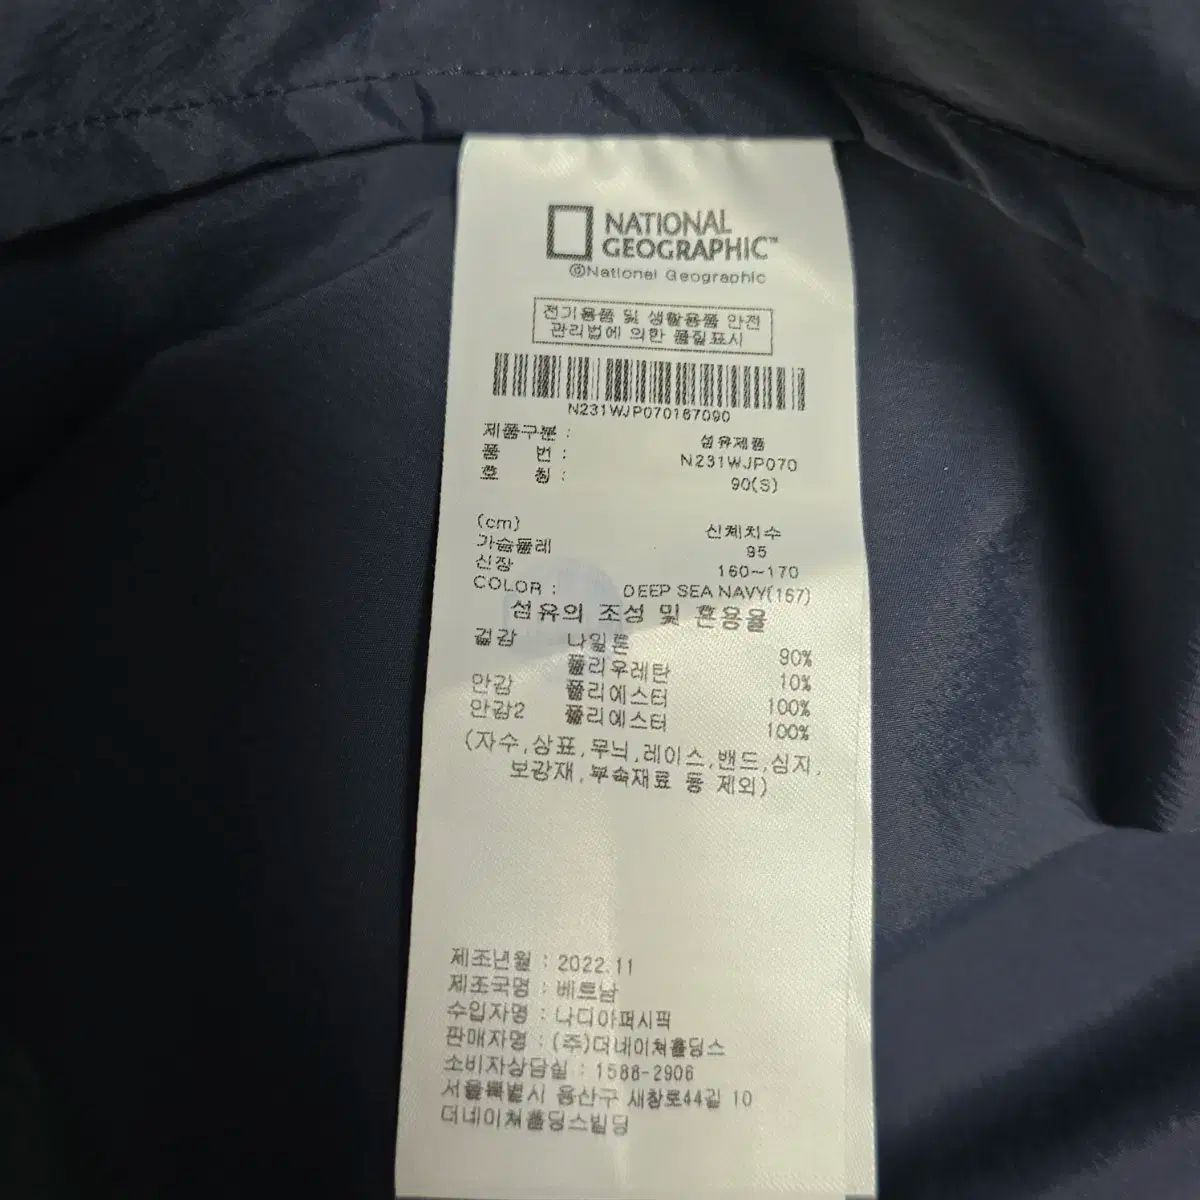 NATIONAL
GEOGRAPHIC™
©National Geographic
전기용품 및 생활용품 안전
관리법에 의한 품질표시
N231WJP070167090
제품구분 : 섬유제품
품 번 : N231WJP070
호 칭 : 90(S)
(cm) 신체치수
가슴둘레 95
신장 160~170
COLOR : DEEP SEA NAVY(167)
섬유의 조성 및 혼용율
겉감 나일론 90%
폴리우레탄 10%
안감 폴리에스터 100%
안감2 폴리에스터 100%
(자수,상표,무늬,레이스,밴드,심지,
보강재,부속재료 등 제외)
제조년월 : 2022.11
제조국명 : 베트남
수입자명 : 나디아퍼시픽
판매자명 : (주)더네이쳐홀딩스
소비자상담실 : 1588-2906
서울특별시 용산구 새창로44길 10
더네이쳐홀딩스빌딩